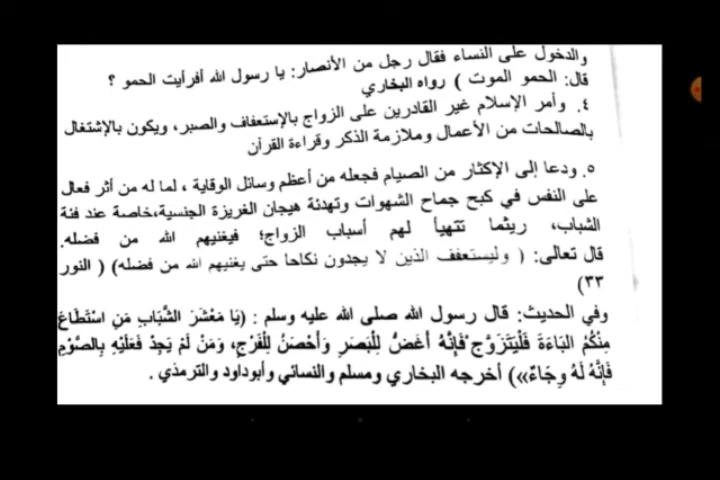 والدخول على النساء فقال رجل من الأنصار: يا رسول الله أفرأيت الحمو ؟
قال: الحمو الموت ) رواه البخاري
٤. وأمر الإسلام غير القادرين على الزواج بالإستعفاف والصبر، ويكون بالإشتغال
بالصالحات من الأعمال وملازمة الذكر وقراءة القرآن
٥. ودعا إلى الإكثار من الصيام فجعله من أعظم وسائل الوقاية ، لما له من أثر فعال
على النفس في كبح جماح الشهوات وتهدئة هيجان الغريزة الجنسية،خاصة عند فئة
الشباب، ريثما تتهيأ لهم أسباب الزواج؛ فيغنيهم الله من فضله.
قال تعالى: ( وليستعفف الذين لا يجدون نكاحا حتى يغنيهم الله من فضله) ( النور
٣٣)
وفي الحديث: قال رسول الله صلى الله عليه وسلم : (يَا مَعْشَرَ الشَّبَابِ مَنِ اسْتَطَاعَ
مِنْكُمُ البَاءَةَ فَلْيَتَزَوَّج فَإِنَّهُ أَغَضُّ لِلْبَصَرِ وَأَحْصَنُ لِلْفَرْجِ، وَمَنْ لَمْ يَجِدْ فَعَلَيْهِ بِالصَّوْمِ
فَإِنَّهُ لَهُ وِجَاءٌ») أخرجه البخاري ومسلم والنسائي وأبوداود والترمذي .